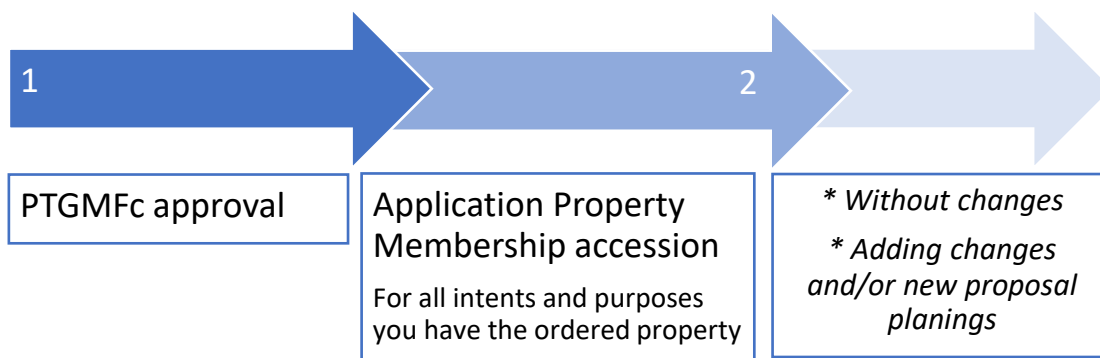 1
2
PTGMFc approval
Application Property
Membership accession
For all intents and purposes
you have the ordered property
* Without changes
* Adding changes
and/or new proposal
planings